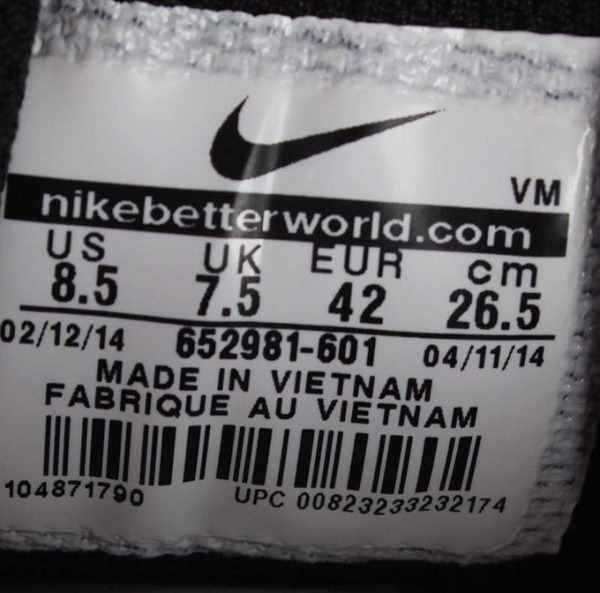 VM
nikebetterworld.com
US UK EUR cm
8.5 7.5 42 26.5
02/12/14 652981-601 04/11/14
MADE IN VIETNAM
FABRIQUE AU VIETNAM
104871790 UPC 00823233232174